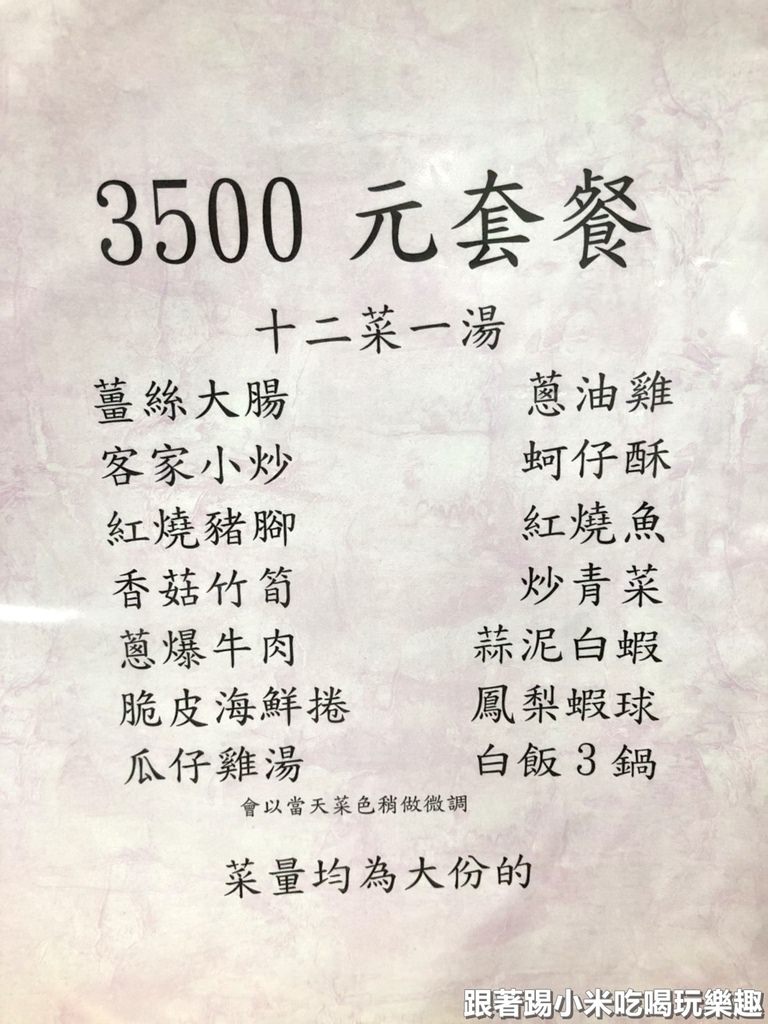 3500 元套餐
十二菜一湯
薑絲大腸 蔥油雞
客家小炒 蚵仔酥
紅燒豬腳 紅燒魚
香菇竹筍 炒青菜
蔥爆牛肉 蒜泥白蝦
脆皮海鮮捲 鳳梨蝦球
瓜仔雞湯 白飯3鍋
會以當天菜色稍做微調
菜量均為大份的
跟著踢小米吃喝玩樂趣